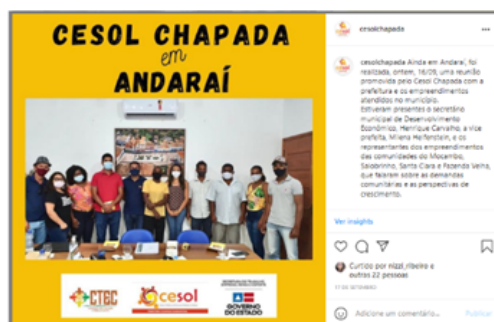 CESOL CHAPADA
em
ANDARAÍ
CTGC
cesol
GOVERNO
DO ESTADO
cesolchapada
cesolchapada Ainda em Andaraí, foi
realizada, ontem, 16/09, uma reunião
promovida pelo Cesol Chapada com a
prefeitura e os empreendimentos
atendidos no município.
Estiveram presentes o secretário
municipal de Desenvolvimento
Econômico, Henrique Carvalho, a vice
prefeita, Milena Helfenstein, e os
representantes dos empreendimentos
das comunidades do Mocambo,
Santa Clara e Fazenda Velha,
que falaram sobre as demandas
comunitárias e as perspectivas de
crescimento.
Ver insights
Curtido por nizzi_ribeiro e
outras 22 pessoas
17 DE SETEMBRO
Adicione um comentário...
Publicar